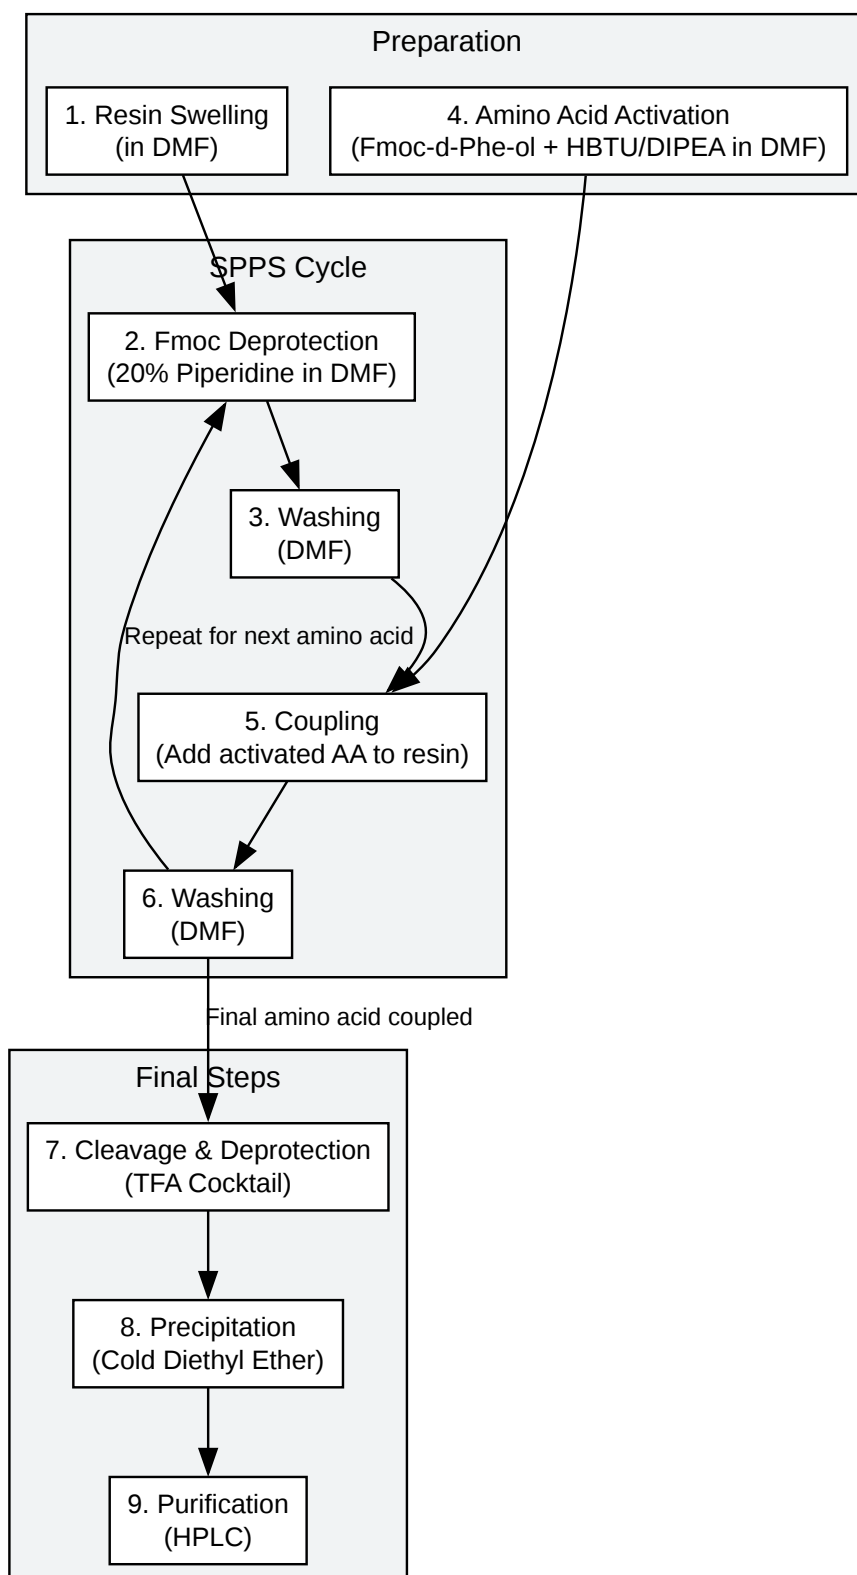 Preparation
1. Resin Swelling
(in DMF)
4. Amino Acid Activation
(Fmoc-d-Phe-ol + HBTU/DIPEA in DMF)
SPPS Cycle
2. Fmoc Deprotection
(20% Piperidine in DMF)
3. Washing
(DMF)
Repeat for next amino acid
5. Coupling
(Add activated AA to resin)
6. Washing
(DMF)
Final amino acid coupled
Final Steps
7. Cleavage & Deprotection
(TFA Cocktail)
8. Precipitation
(Cold Diethyl Ether)
9. Purification
(HPLC)